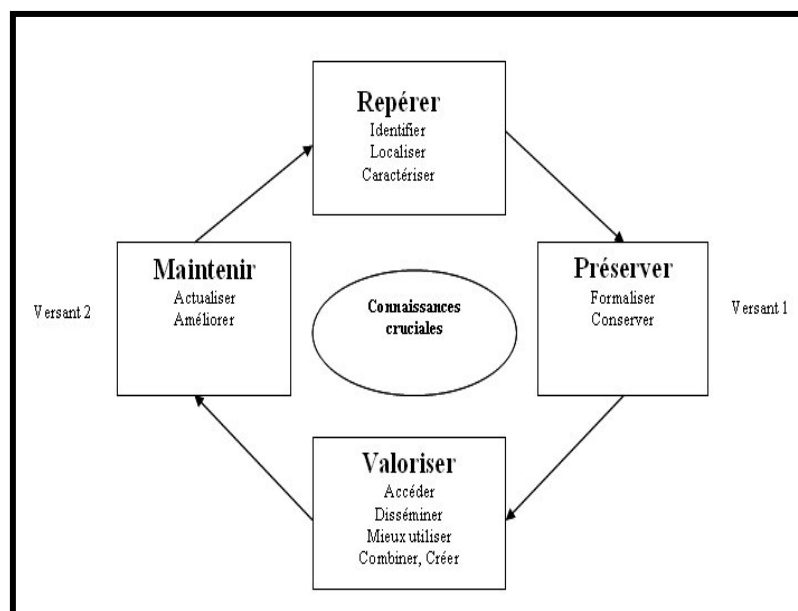 Repérer
Identifier
Localiser
Caractériser
Maintenir
Actualiser
Améliorer
Versant 2
Connaissances
cruciales
Préserver
Formaliser
Conserver
Versant 1
Valoriser
Accéder
Disséminer
Mieux utiliser
Combiner, Créer